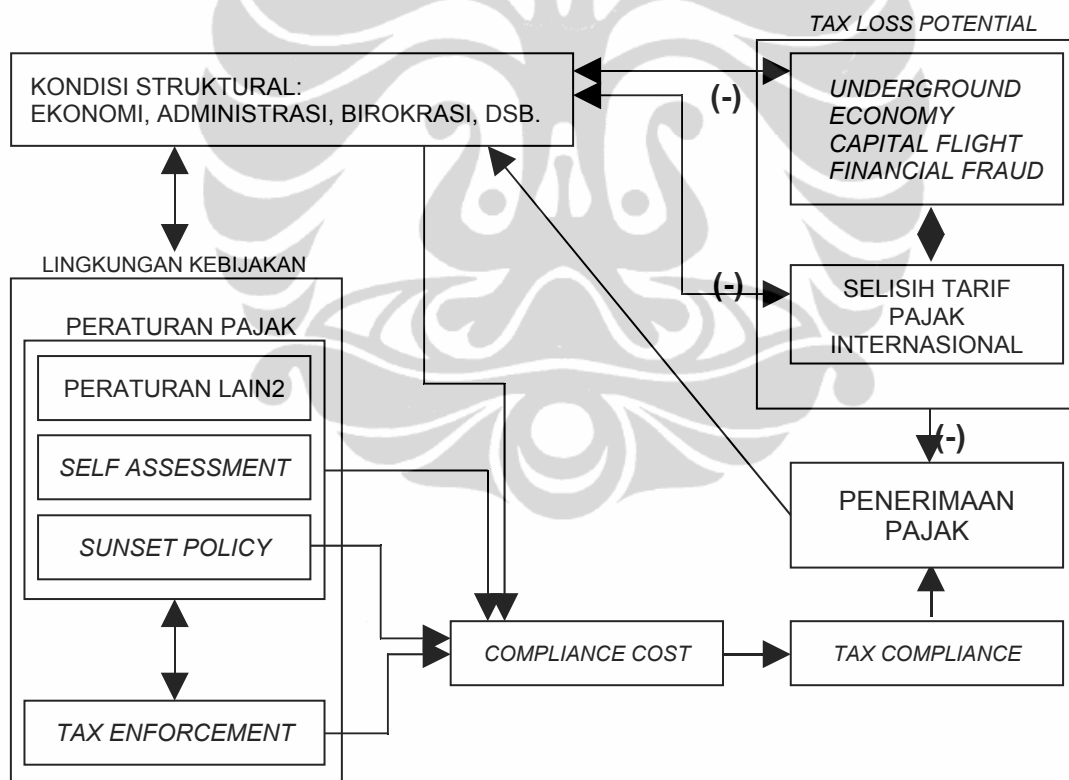 TAX LOSS POTENTIAL
KONDISI STRUKTURAL:
EKONOMI, ADMINISTRASI, BIROKRASI, DSB.
(-)
UNDERGROUND
ECONOMY
CAPITAL FLIGHT
FINANCIAL FRAUD
LINGKUNGAN KEBIJAKAN
(-)
SELISIH TARIF
PAJAK
INTERNASIONAL
PERATURAN PAJAK
PERATURAN LAIN2
SELF ASSESSMENT
SUNSET POLICY
(-)
PENERIMAAN
PAJAK
COMPLIANCE COST
TAX COMPLIANCE
TAX ENFORCEMENT